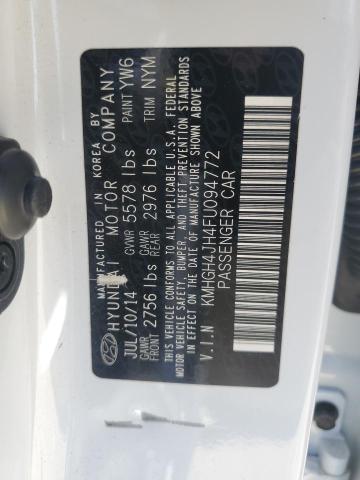 MANUFACTURED IN KOREA BY
HYUNDAI MOTOR COMPANY
JUL/10/14 GVWR 5578 lbs PAINT YW6
GAWR FRONT 2756 lbs GAWR REAR 2976 lbs TRIM NYM
THIS VEHICLE CONFORMS TO ALL APPLICABLE U.S.A. FEDERAL
MOTOR VEHICLE SAFETY, BUMPER, AND THEFT PREVENTION STANDARDS
IN EFFECT ON THE DATE OF MANUFACTURE SHOWN ABOVE
V.I.N KMHGH4JH4FU094772
PASSENGER CAR